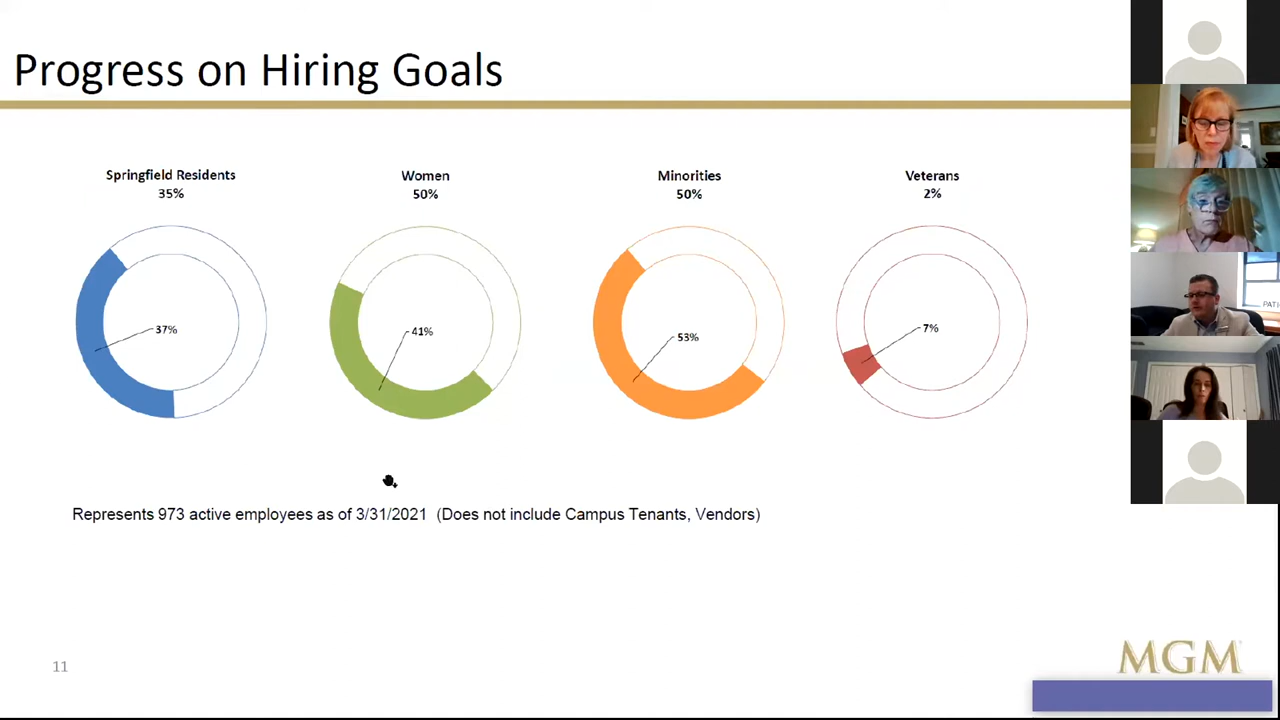 Progress on Hiring Goals
Springfield Residents
35%
Women
50%
Minorities
50%
Veterans
2%
37%
41%
53%
7%
Represents 973 active employees as of 3/31/2021 (Does not include Campus Tenants, Vendors)
11
MGM
PATI